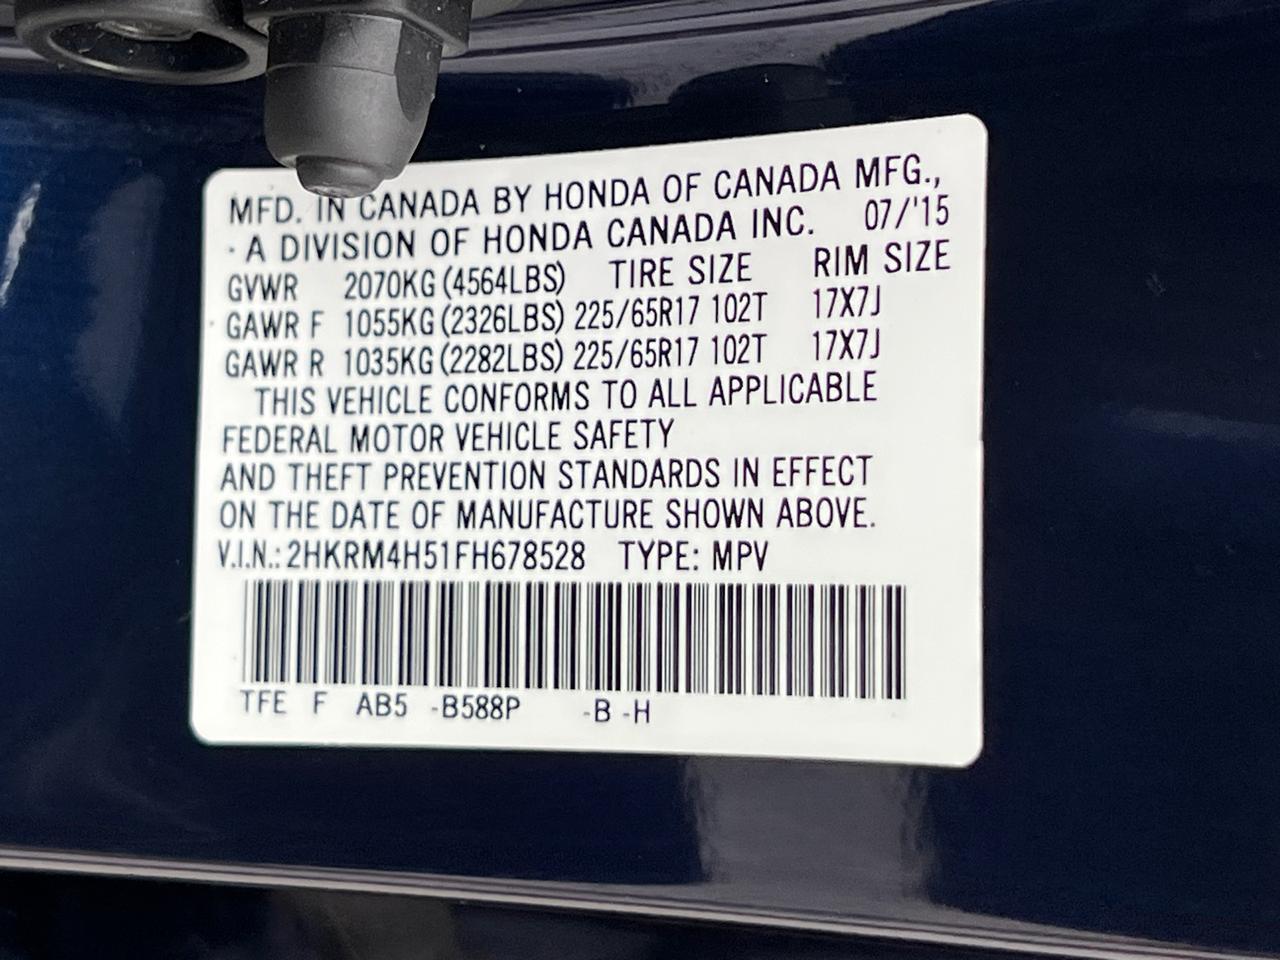 MFD. IN CANADA BY HONDA OF CANADA MFG.,
A DIVISION OF HONDA CANADA INC. 07/'15
GVWR 2070KG (4564LBS) TIRE SIZE RIM SIZE
GAWR F 1055KG (2326LBS) 225/65R17 102T 17X7J
GAWR R 1035KG (2282LBS) 225/65R17 102T 17X7J
THIS VEHICLE CONFORMS TO ALL APPLICABLE
FEDERAL MOTOR VEHICLE SAFETY
AND THEFT PREVENTION STANDARDS IN EFFECT
ON THE DATE OF MANUFACTURE SHOWN ABOVE.
V.I.N.: 2HKRM4H51FH678528 TYPE: MPV
TFE F AB5 -B588P -B -H